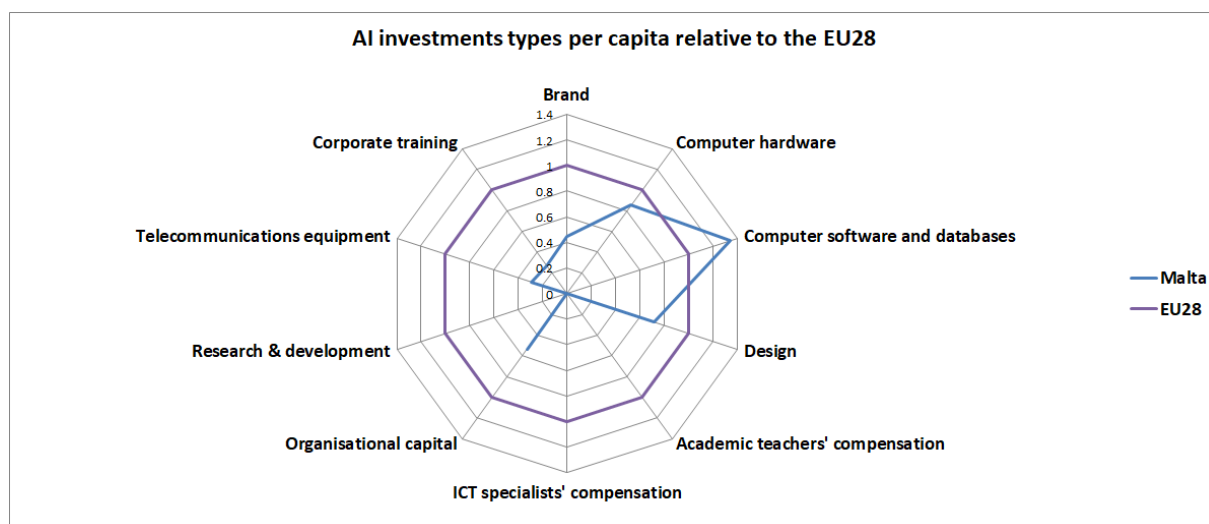 AI investments types per capita relative to the EU28
Brand
1.4
1.2
1
0.8
0.6
0.4
0.2
0
Computer hardware
Computer software and databases
Design
Academic teachers' compensation
ICT specialists' compensation
Organisational capital
Research & development
Telecommunications equipment
Corporate training
Malta
EU28